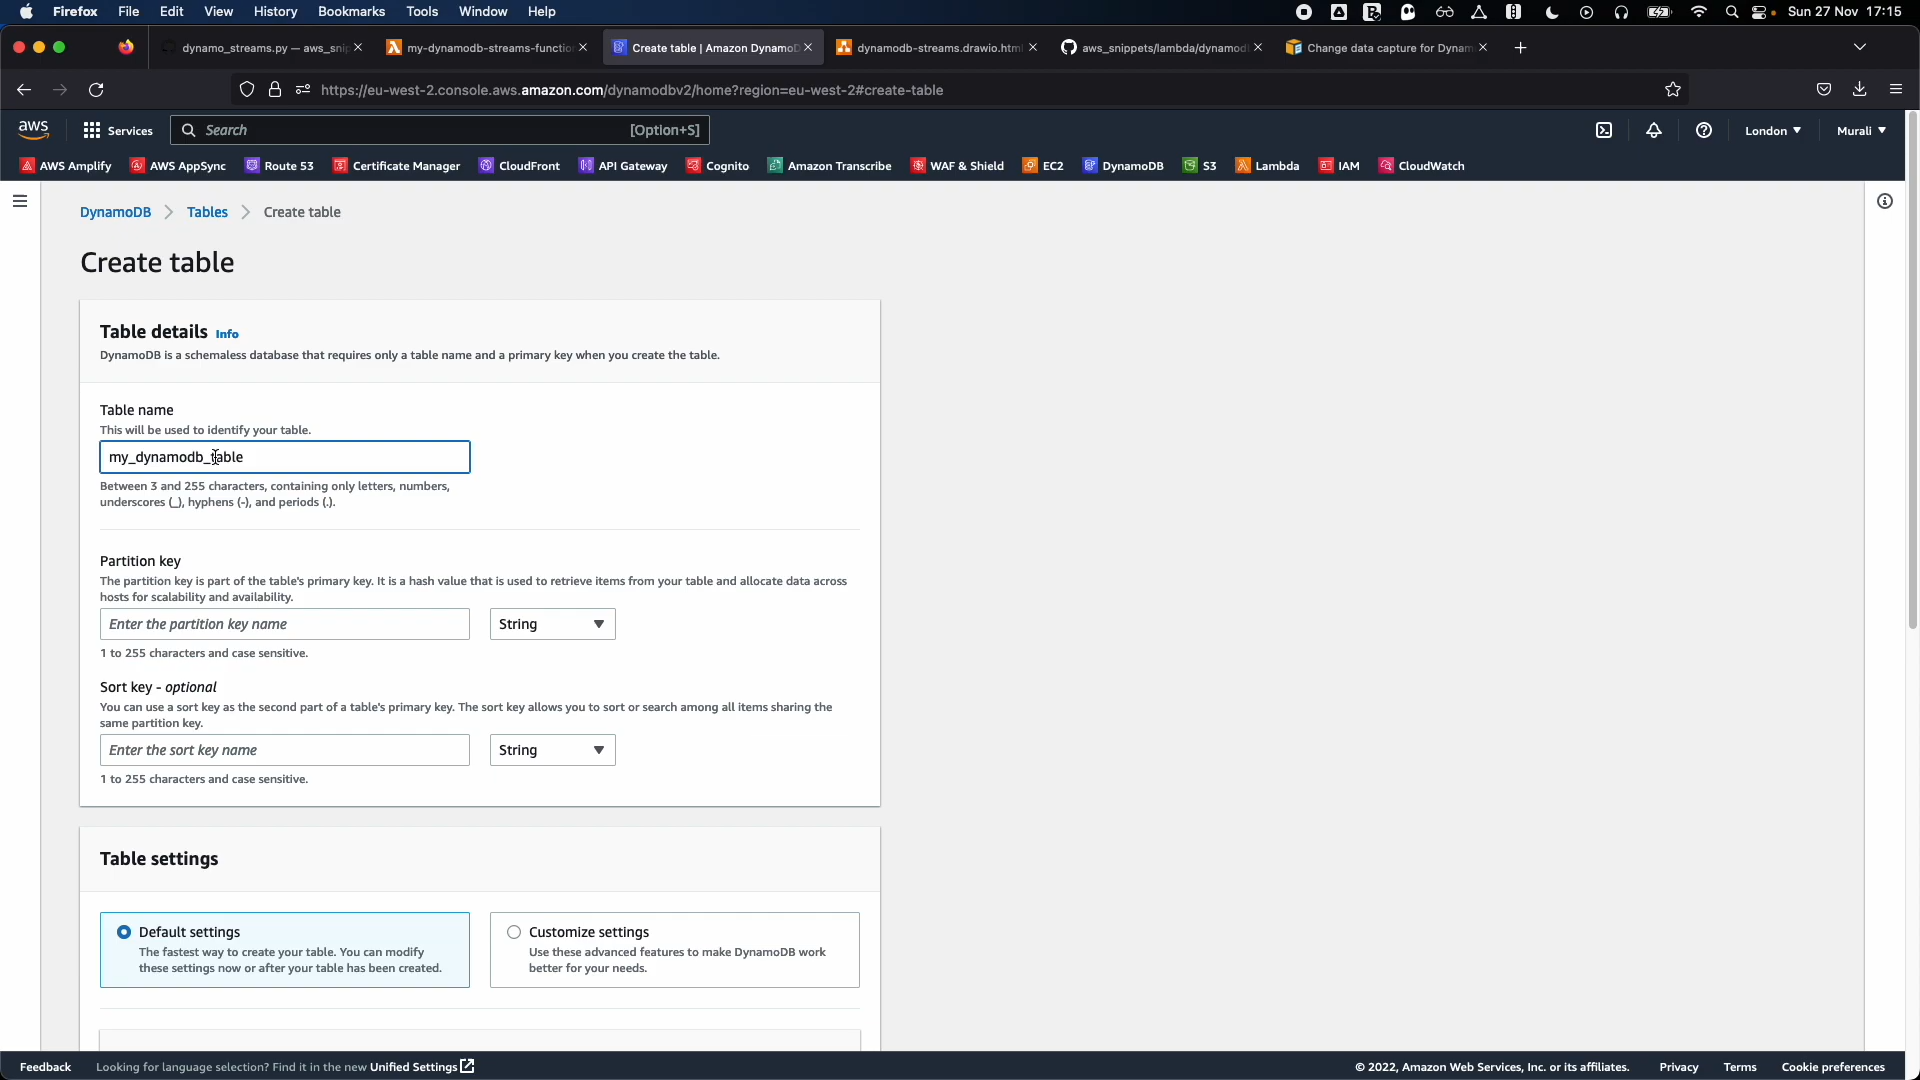 Firefox File Edit View History Bookmarks Tools Window Help Sun 27 Nov 17:15
dynamo_streams.py — aws_snip my-dynamodb-streams-functio Create table | Amazon DynamoD dynamodb-streams.drawio.html aws_snippets/lambda/dynamod Change data capture for Dynam
https://eu-west-2.console.aws.amazon.com/dynamodbv2/home?region=eu-west-2#create-table
aws Services Search [Option+S] London Murali
AWS Amplify AWS AppSync Route 53 Certificate Manager CloudFront API Gateway Cognito Amazon Transcribe WAF & Shield EC2 DynamoDB S3 Lambda IAM CloudWatch
DynamoDB Tables Create table
Create table
Table details Info
DynamoDB is a schemaless database that requires only a table name and a primary key when you create the table.
Table name
This will be used to identify your table.
my_dynamodb_table
Between 3 and 255 characters, containing only letters, numbers,
underscores (_), hyphens (-), and periods (.).
Partition key
The partition key is part of the table's primary key. It is a hash value that is used to retrieve items from your table and allocate data across
hosts for scalability and availability.
Enter the partition key name String
1 to 255 characters and case sensitive.
Sort key - optional
You can use a sort key as the second part of a table's primary key. The sort key allows you to sort or search among all items sharing the
same partition key.
Enter the sort key name String
1 to 255 characters and case sensitive.
Table settings
Default settings
The fastest way to create your table. You can modify
these settings now or after your table has been created.
Customize settings
Use these advanced features to make DynamoDB work
better for your needs.
Feedback Looking for language selection? Find it in the new Unified Settings © 2022, Amazon Web Services, Inc. or its affiliates. Privacy Terms Cookie preferences